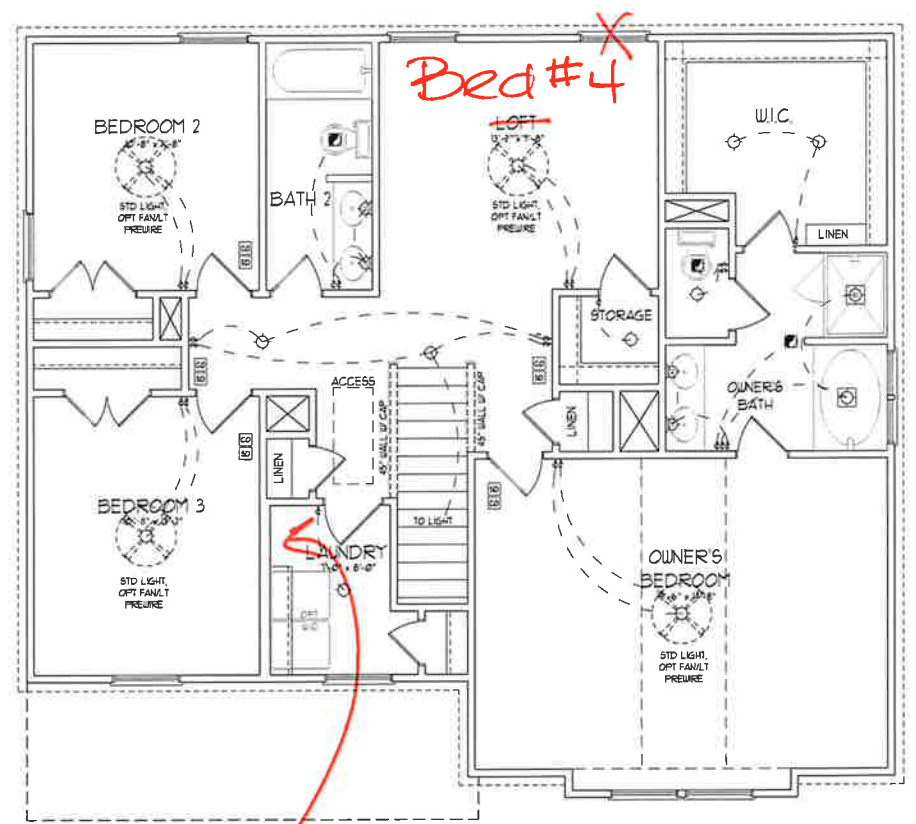 Bed #4
BEDROOM 2
STD LIGHT,
OPT FAN/LT
PREWIRE
BATH 2
LOFT
STD LIGHT,
OPT FAN/LT
PREWIRE
W.I.C.
LINEN
STORAGE
OWNER'S
BATH
ACCESS
45" WALL W/ CAP
45" WALL W/ CAP
LINEN
LINEN
BEDROOM 3
STD LIGHT,
OPT FAN/LT
PREWIRE
TO LIGHT
LAUNDRY
OWNER'S
BEDROOM
STD LIGHT,
OPT FAN/LT
PREWIRE